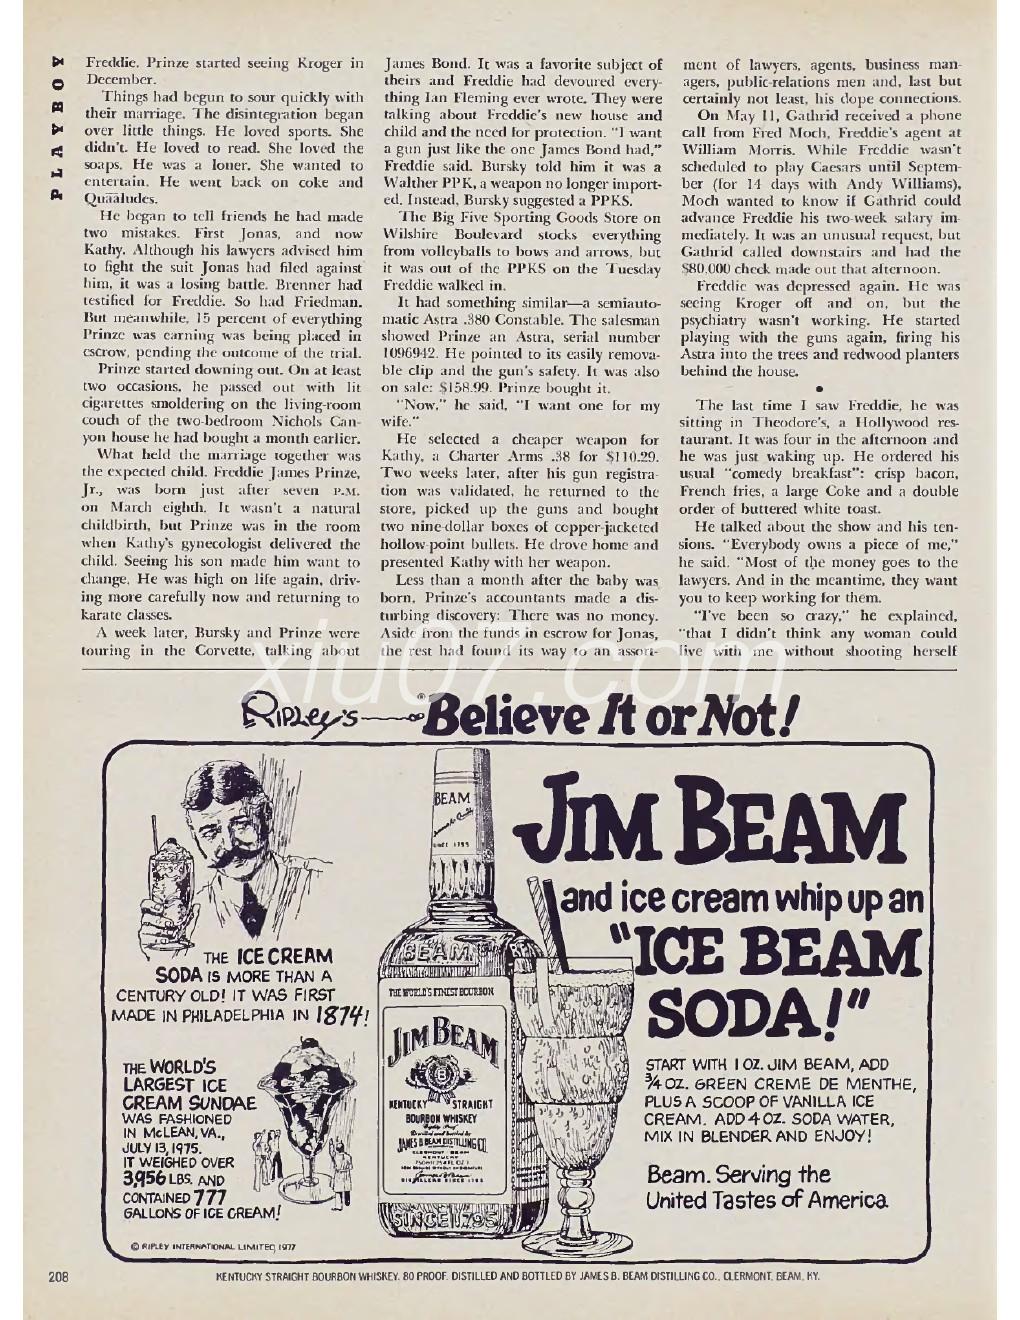 PLAYBOY
Freddie. Prinze started seeing Kroger in
December.
Things had begun to sour quickly with
their marriage. The disintegration began
over little things. He loved sports. She
didn't. He loved to read. She loved the
soaps. He was a loner. She wanted to
entertain. He went back on coke and
Quaaludes.
He began to tell friends he had made
two mistakes. First Jonas, and now
Kathy. Although his lawyers advised him
to fight the suit Jonas had filed against
him, it was a losing battle. Brenner had
testified for Freddie. So had Friedman.
But meanwhile, 15 percent of everything
Prinze was earning was being placed in
escrow, pending the outcome of the trial.
Prinze started downing out. On at least
two occasions, he passed out with lit
cigarettes smoldering on the living-room
couch of the two-bedroom Nichols Can-
yon house he had bought a month earlier.
What held the marriage together was
the expected child. Freddie James Prinze,
Jr., was born just after seven P.M.
on March eighth. It wasn't a natural
childbirth, but Prinze was in the room
when Kathy's gynecologist delivered the
child. Seeing his son made him want to
change. He was high on life again, driv-
ing more carefully now and returning to
karate classes.
A week later, Bursky and Prinze were
touring in the Corvette, talking about
James Bond. It was a favorite subject of
theirs and Freddie had devoured every-
thing Ian Fleming ever wrote. They were
talking about Freddie's new house and
child and the need for protection. "I want
a gun just like the one James Bond had,"
Freddie said. Bursky told him it was a
Walther PPK, a weapon no longer import-
ed. Instead, Bursky suggested a PPKS.
The Big Five Sporting Goods Store on
Wilshire Boulevard stocks everything
from volleyballs to bows and arrows, but
it was out of the PPKS on the Tuesday
Freddie walked in.
It had something similar—a semiauto-
matic Astra .380 Constable. The salesman
showed Prinze an Astra, serial number
1096942. He pointed to its easily remova-
ble clip and the gun's safety. It was also
on sale: $158.99. Prinze bought it.
"Now," he said, "I want one for my
wife."
He selected a cheaper weapon for
Kathy, a Charter Arms .38 for $110.29.
Two weeks later, after his gun registra-
tion was validated, he returned to the
store, picked up the guns and bought
two nine-dollar boxes of copper-jacketed
hollow-point bullets. He drove home and
presented Kathy with her weapon.
Less than a month after the baby was
born, Prinze's accountants made a dis-
turbing discovery: There was no money.
Aside from the funds in escrow for Jonas,
the rest had found its way to an assort-
ment of lawyers, agents, business man-
agers, public-relations men and, last but
certainly not least, his dope connections.
On May 11, Gathrid received a phone
call from Fred Moch, Freddie's agent at
William Morris. While Freddie wasn't
scheduled to play Caesars until Septem-
ber (for 14 days with Andy Williams),
Moch wanted to know if Gathrid could
advance Freddie his two-week salary im-
mediately. It was an unusual request, but
Gathrid called downstairs and had the
$80,000 check made out that afternoon.
Freddie was depressed again. He was
seeing Kroger off and on, but the
psychiatry wasn't working. He started
playing with the guns again, firing his
Astra into the trees and redwood planters
behind the house.
•
The last time I saw Freddie, he was
sitting in Theodore's, a Hollywood res-
taurant. It was four in the afternoon and
he was just waking up. He ordered his
usual "comedy breakfast": crisp bacon,
French fries, a large Coke and a double
order of buttered white toast.
He talked about the show and his ten-
sions. "Everybody owns a piece of me,"
he said. "Most of the money goes to the
lawyers. And in the meantime, they want
you to keep working for them.
"I've been so crazy," he explained,
"that I didn't think any woman could
live with me without shooting herself
xiu07.com
Ripley's—Believe It or Not!®
THE ICE CREAM
SODA IS MORE THAN A
CENTURY OLD! IT WAS FIRST
MADE IN PHILADELPHIA IN 1874!
THE WORLD'S
LARGEST ICE
CREAM SUNDAE
WAS FASHIONED
IN McLEAN, VA.,
JULY 13, 1975.
IT WEIGHED OVER
3,956 LBS. AND
CONTAINED 777
GALLONS OF ICE CREAM!
© RIPLEY INTERNATIONAL LIMITED, 1977
BEAM
SINCE 1795
BEAM
THE WORLD'S FINEST BOURBON
JIM BEAM
B
KENTUCKY STRAIGHT
BOURBON WHISKEY
JAMES B. BEAM DISTILLING CO.
CLERMONT BEAM
KENTUCKY
DISTILLERS SINCE 1795
SINCE 1795
JIM BEAM
and ice cream whip up an
"ICE BEAM
SODA!"
START WITH 1 OZ. JIM BEAM, ADD
3/4 OZ. GREEN CREME DE MENTHE,
PLUS A SCOOP OF VANILLA ICE
CREAM. ADD 4 OZ. SODA WATER,
MIX IN BLENDER AND ENJOY!
Beam. Serving the
United Tastes of America.
208
KENTUCKY STRAIGHT BOURBON WHISKEY. 80 PROOF. DISTILLED AND BOTTLED BY JAMES B. BEAM DISTILLING CO., CLERMONT, BEAM, KY.